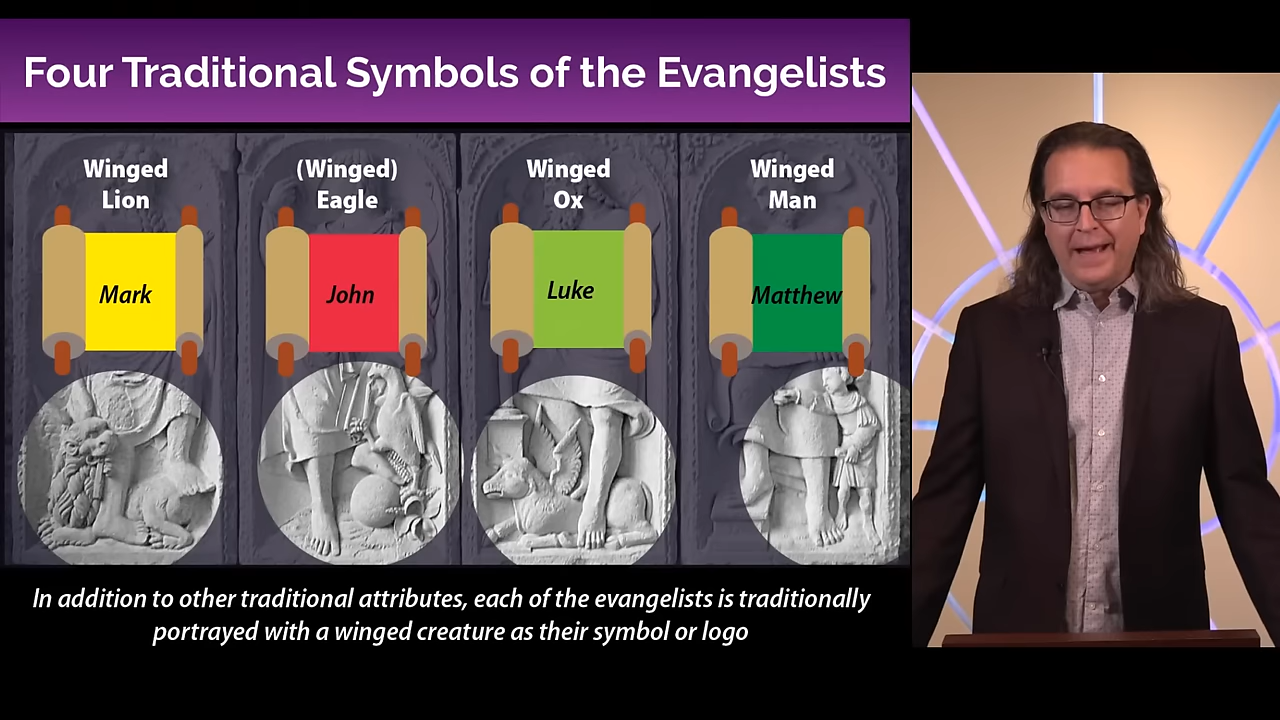 Four Traditional Symbols of the Evangelists
Winged
Lion
(Winged)
Eagle
Winged
Ox
Winged
Man
Mark
John
Luke
Matthew
In addition to other traditional attributes, each of the evangelists is traditionally
portrayed with a winged creature as their symbol or logo